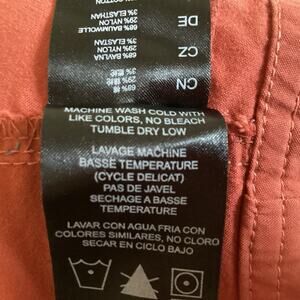 3% ELASTHAN
29% NYLON
68% BAUMWOLLE
DE
3% ELASTAN
29% NYLON
68% BAVLNA
CZ
CN
MACHINE WASH COLD WITH
LIKE COLORS, NO BLEACH
TUMBLE DRY LOW
LAVAGE MACHINE
BASSE TEMPERATURE
(CYCLE DELICAT)
PAS DE JAVEL
SECHAGE A BASSE
TEMPERATURE
LAVAR CON AGUA FRIA CON
COLORES SIMILARES, NO CLORO
SECAR EN CICLO BAJO